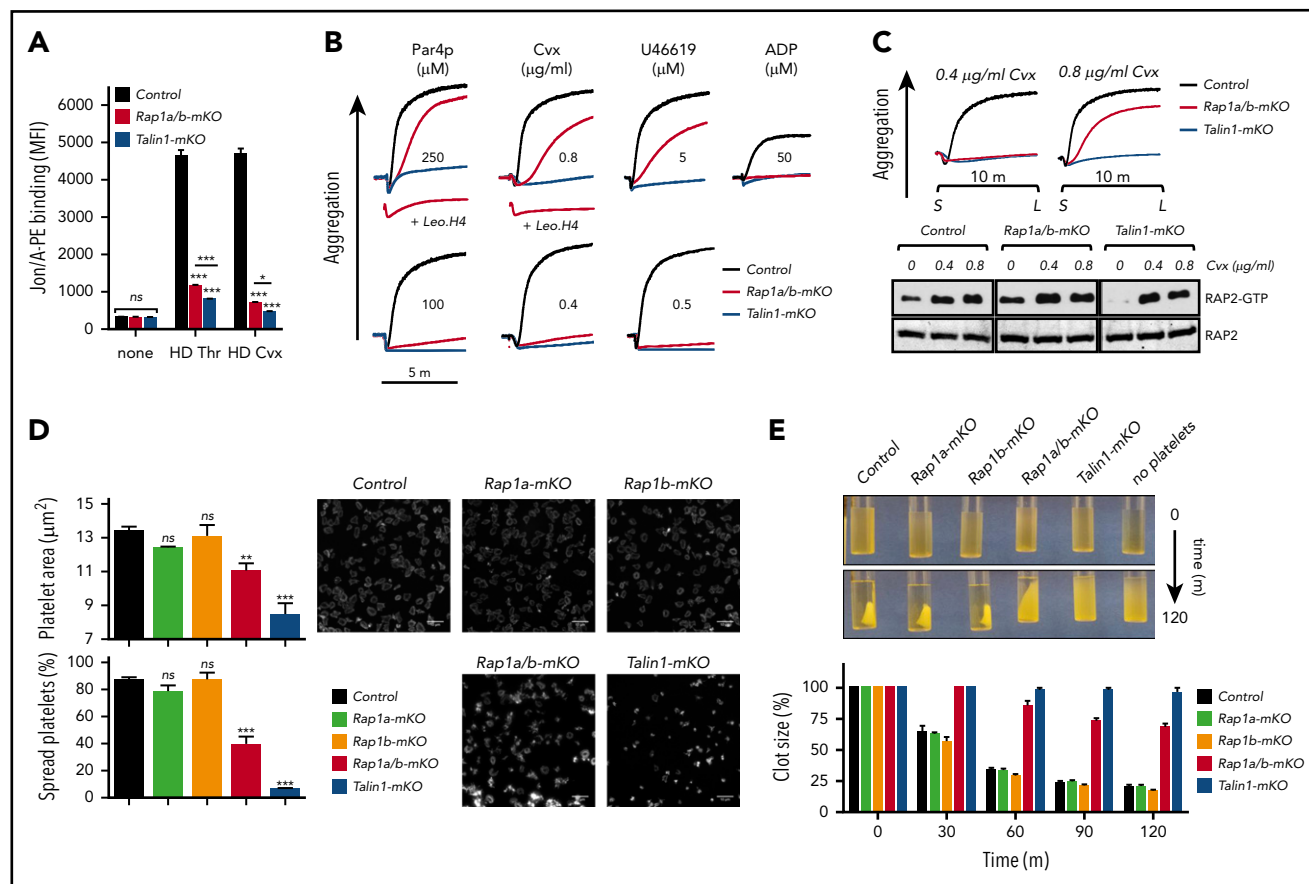 A
Control
Rap1a/b-mKO
Talin1-mKO
Jon/A-PE binding (MFI)
6000
5000
4000
3000
2000
1000
0
ns
***
***
***
*
***
***
none HD Thr HD Cvx
B
Par4p Cvx U46619 ADP
(μM) (μg/ml) (μM) (μM)
Aggregation
250 0.8 5 50
+ Leo.H4 + Leo.H4
100 0.4 0.5
Control
Rap1a/b-mKO
Talin1-mKO
5 m
C
Aggregation
0.4 μg/ml Cvx 0.8 μg/ml Cvx
Control
Rap1a/b-mKO
Talin1-mKO
10 m 10 m
S L S L
Control Rap1a/b-mKO Talin1-mKO
0 0.4 0.8 0 0.4 0.8 0 0.4 0.8 Cvx (μg/ml)
RAP2-GTP
RAP2
D
Platelet area (μm²)
15
13
11
9
7
ns
ns
**
***
Spread platelets (%)
100
80
60
40
20
0
ns
ns
***
***
Control
Rap1a-mKO
Rap1b-mKO
Rap1a/b-mKO
Talin1-mKO
Control Rap1a-mKO Rap1b-mKO
Rap1a/b-mKO Talin1-mKO
E
Control Rap1a-mKO Rap1b-mKO Rap1a/b-mKO Talin1-mKO no platelets
0
time (m)
120
Clot size (%)
100
75
50
25
0
0 30 60 90 120
Time (m)
Control
Rap1a-mKO
Rap1b-mKO
Rap1a/b-mKO
Talin1-mKO